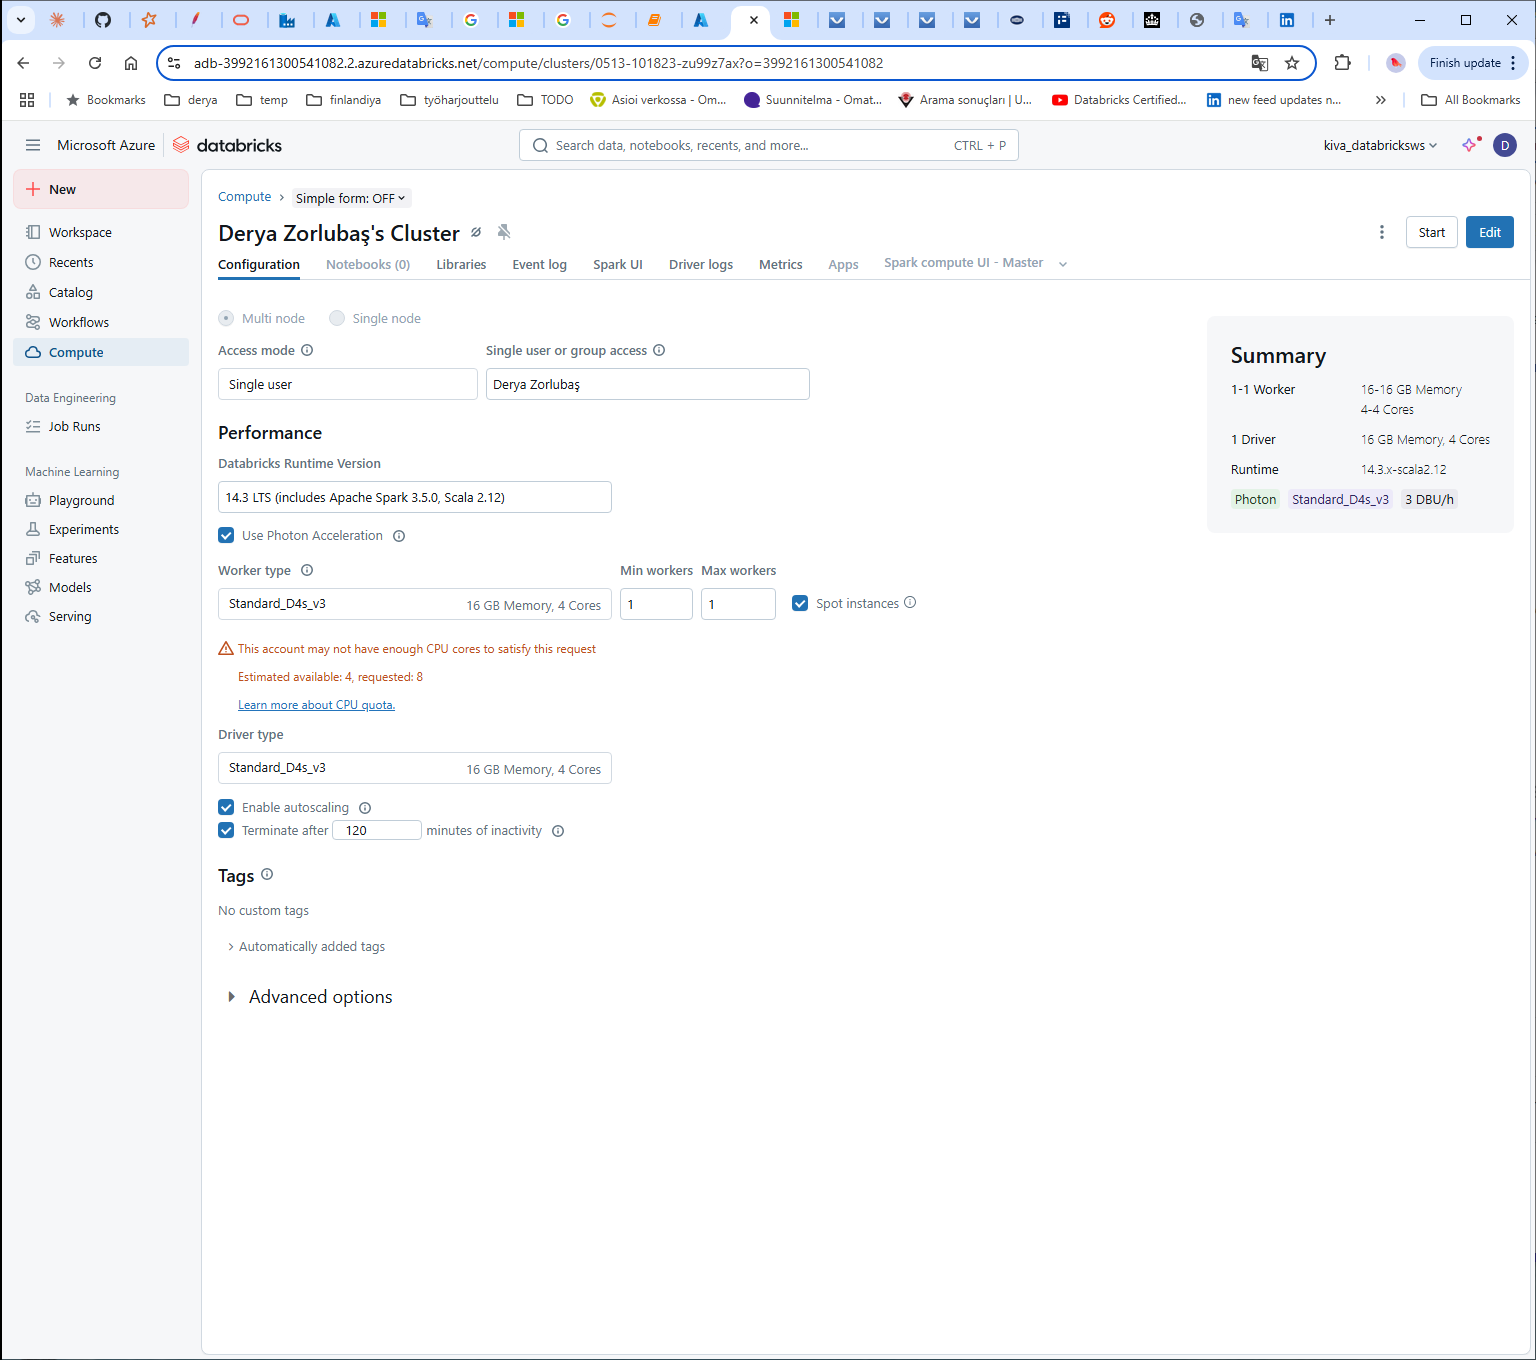 adb-3992161300541082.2.azuredatabricks.net/compute/clusters/0513-101823-zu99z7ax?o=3992161300541082
Finish update
Bookmarks
derya
temp
finlandiya
työharjouttelu
TODO
Asioi verkossa - Om...
Suunnitelma - Omat...
Arama sonuçları | U...
Databricks Certified...
new feed updates n...
All Bookmarks
Microsoft Azure
databricks
Search data, notebooks, recents, and more...
CTRL + P
kiva_databricksws
D
New
Workspace
Recents
Catalog
Workflows
Compute
Data Engineering
Job Runs
Machine Learning
Playground
Experiments
Features
Models
Serving
Compute
Simple form: OFF
Derya Zorlubaş's Cluster
Start
Edit
Configuration
Notebooks (0)
Libraries
Event log
Spark UI
Driver logs
Metrics
Apps
Spark compute UI - Master
Multi node
Single node
Access mode
Single user or group access
Single user
Derya Zorlubaş
Performance
Databricks Runtime Version
14.3 LTS (includes Apache Spark 3.5.0, Scala 2.12)
Use Photon Acceleration
Worker type
Min workers
Max workers
Standard_D4s_v3
16 GB Memory, 4 Cores
1
1
Spot instances
This account may not have enough CPU cores to satisfy this request
Estimated available: 4, requested: 8
Learn more about CPU quota.
Driver type
Standard_D4s_v3
16 GB Memory, 4 Cores
Enable autoscaling
Terminate after 120 minutes of inactivity
Tags
No custom tags
Automatically added tags
Advanced options
Summary
1-1 Worker
16-16 GB Memory
4-4 Cores
1 Driver
16 GB Memory, 4 Cores
Runtime
14.3.x-scala2.12
Photon
Standard_D4s_v3
3 DBU/h